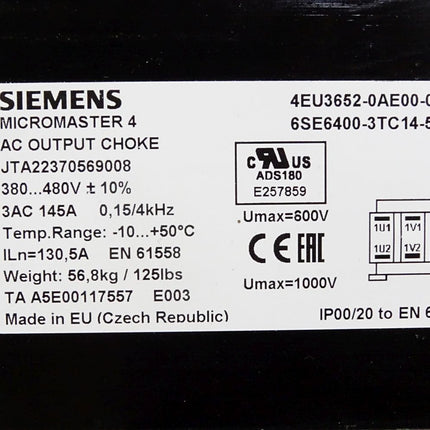 SIEMENS
4EU3652-0AE00-0
MICROMASTER 4
6SE6400-3TC14-5
AC OUTPUT CHOKE
JTA22370569008
380...480V ± 10%
3AC 145A 0,15/4kHz
Temp.Range: -10...+50°C
ILn=130,5A EN 61558
Weight: 56,8kg / 125lbs
TA A5E00117557 E003
Made in EU (Czech Republic)
c RU US
ADS180
E257859
Umax=600V
CE EAC
Umax=1000V
1U1 1V1
1U2 1V2
IP00/20 to EN 6